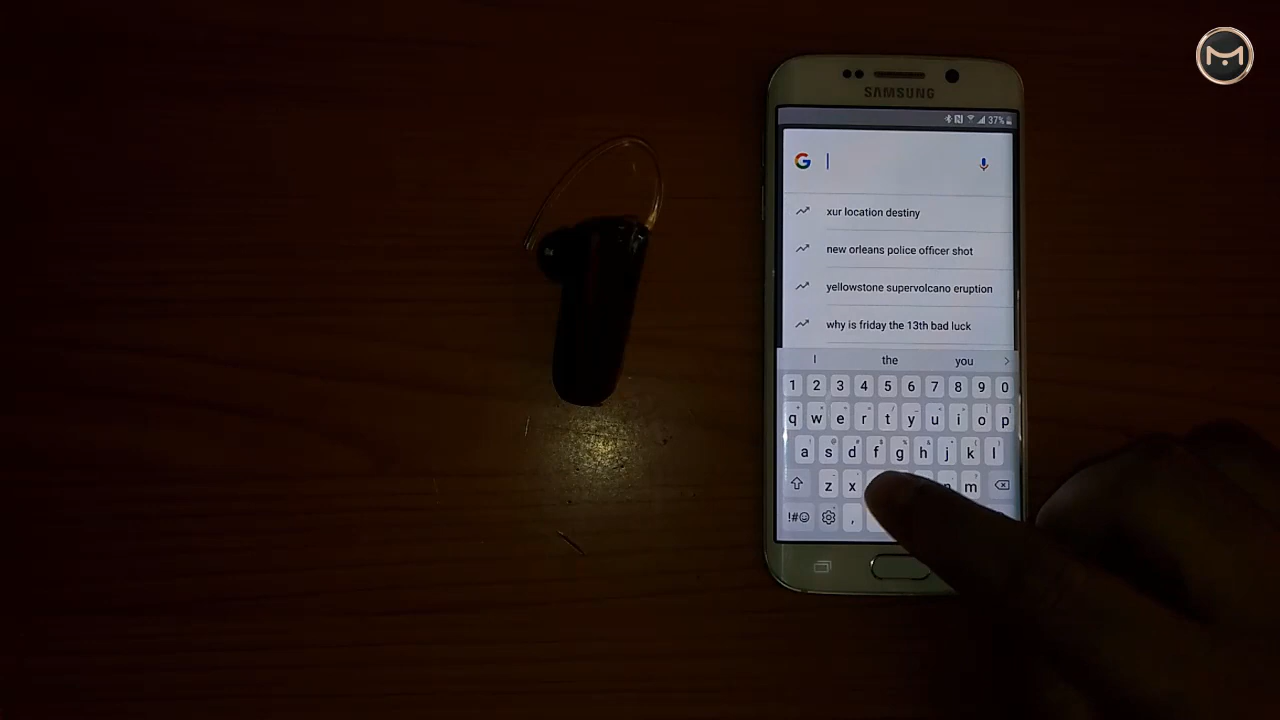 SAMSUNG
37%
G
xur location destiny
new orleans police officer shot
yellowstone supervolcano eruption
why is friday the 13th bad luck
I the you >
1 2 3 4 5 6 7 8 9 0
q w e r t y u i o p
a s d f g h j k l
z x m
!#☺ ,
M